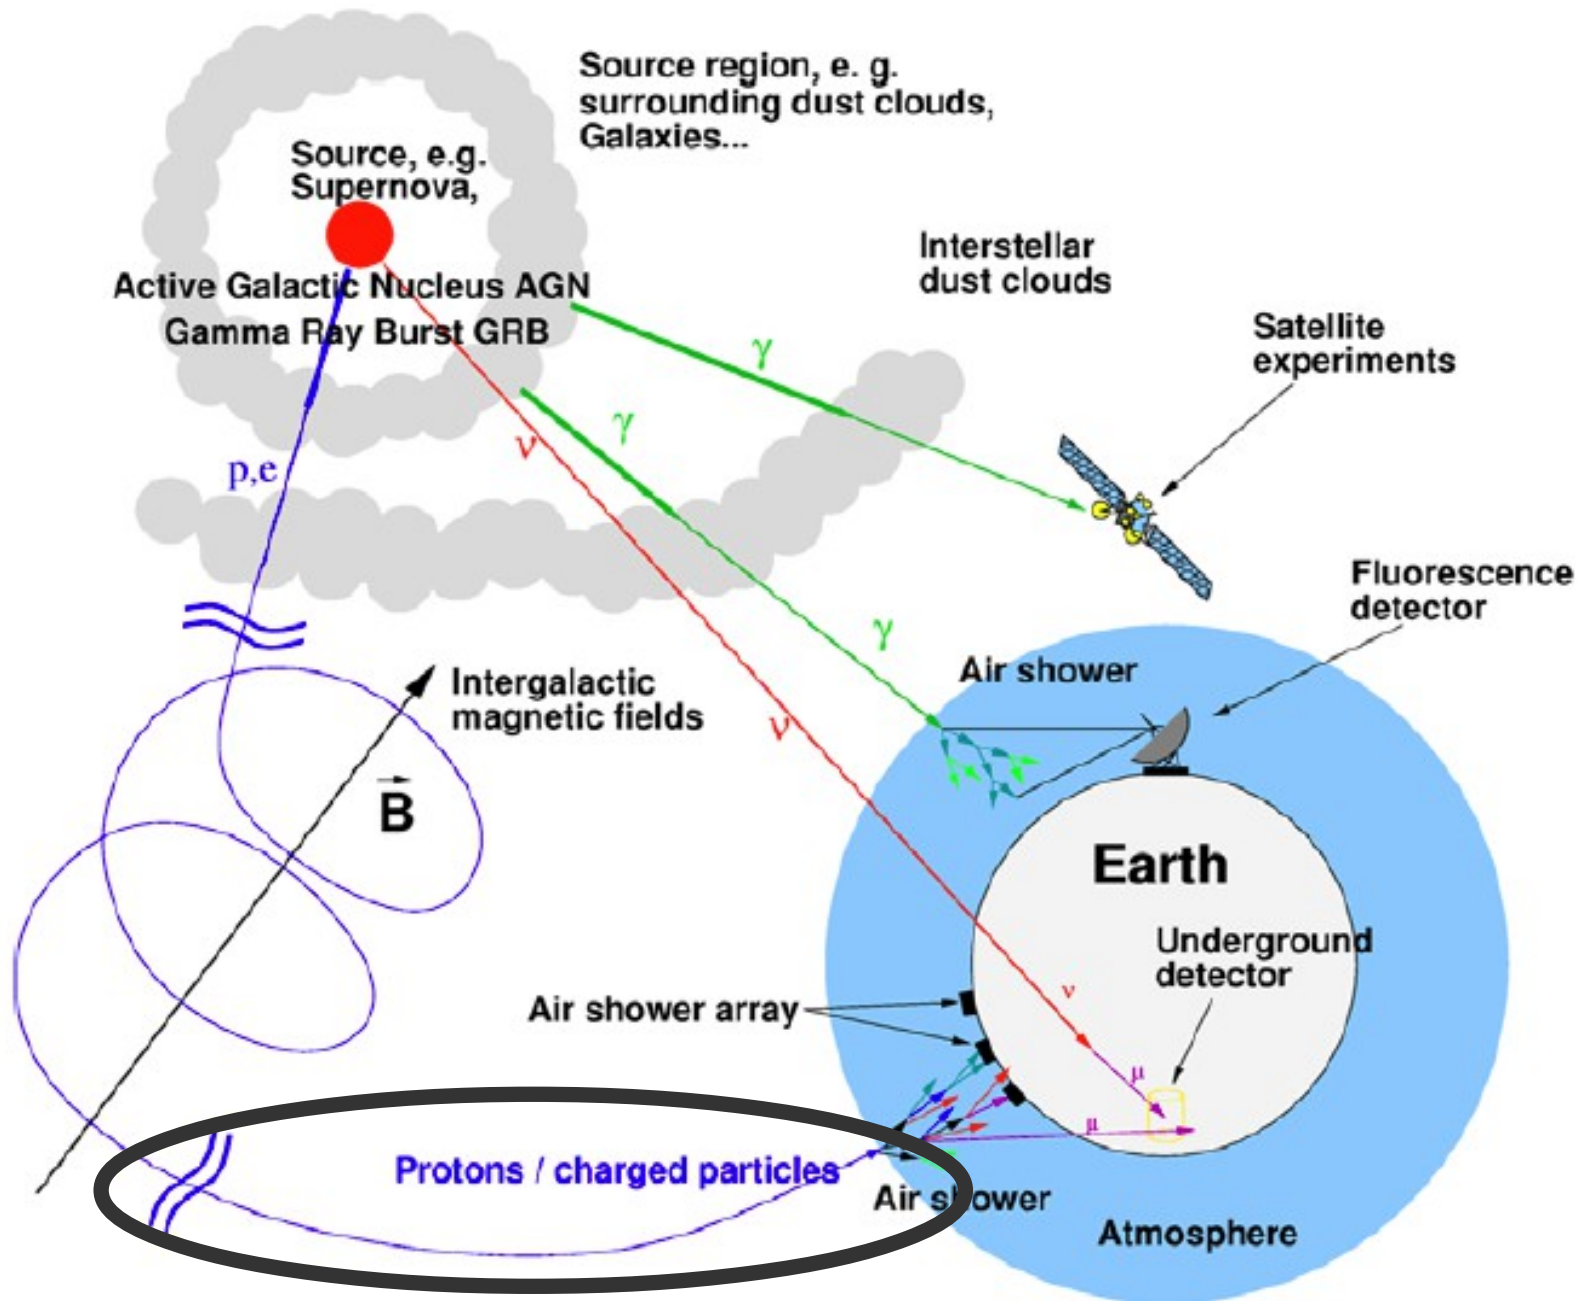 Source region, e. g.
surrounding dust clouds,
Galaxies...
Source, e.g.
Supernova,
Active Galactic Nucleus AGN
Gamma Ray Burst GRB
Interstellar
dust clouds
Satellite
experiments
γ
γ
ν
p,e
Fluorescence
detector
γ
Air shower
Intergalactic
magnetic fields
ν
B
Earth
Underground
detector
ν
Air shower array
μ
μ
Protons / charged particles
Air shower
Atmosphere